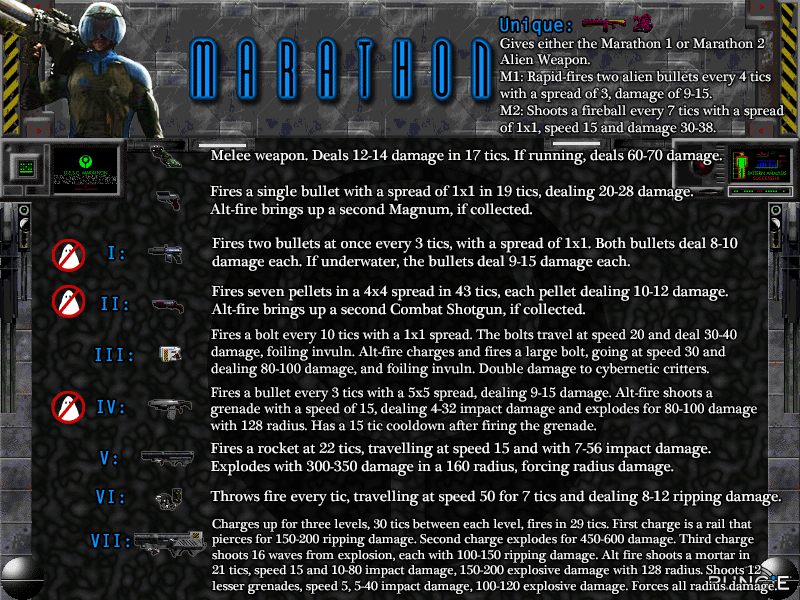 Unique:
Gives either the Marathon 1 or Marathon 2
Alien Weapon.
M1: Rapid-fires two alien bullets every 4 tics
with a spread of 3, damage of 9-15.
M2: Shoots a fireball every 7 tics with a spread
of 1x1, speed 15 and damage 30-38.
MARATHON
Melee weapon. Deals 12-14 damage in 17 tics. If running, deals 60-70 damage.
Fires a single bullet with a spread of 1x1 in 19 tics, dealing 20-28 damage.
Alt-fire brings up a second Magnum, if collected.
I:
Fires two bullets at once every 3 tics, with a spread of 1x1. Both bullets deal 8-10
damage each. If underwater, the bullets deal 9-15 damage each.
II:
Fires seven pellets in a 4x4 spread in 43 tics, each pellet dealing 10-12 damage.
Alt-fire brings up a second Combat Shotgun, if collected.
III:
Fires a bolt every 10 tics with a 1x1 spread. The bolts travel at speed 20 and deal 30-40
damage, foiling invuln. Alt-fire charges and fires a large bolt, going at speed 30 and
dealing 80-100 damage, and foiling invuln. Double damage to cybernetic critters.
IV:
Fires a bullet every 3 tics with a 5x5 spread, dealing 9-15 damage. Alt-fire shoots a
grenade with a speed of 15, dealing 4-32 impact damage and explodes for 80-100 damage
with 128 radius. Has a 15 tic cooldown after firing the grenade.
V:
Fires a rocket at 22 tics, travelling at speed 15 and with 7-56 impact damage.
Explodes with 300-350 damage in a 160 radius, forcing radius damage.
VI:
Throws fire every tic, travelling at speed 50 for 7 tics and dealing 8-12 ripping damage.
VII:
Charges up for three levels, 30 tics between each level, fires in 29 tics. First charge is a rail that
pierces for 150-200 ripping damage. Second charge explodes for 450-600 damage. Third charge
shoots 16 waves from explosion, each with 100-150 ripping damage. Alt fire shoots a mortar in
21 tics, speed 15 and 10-80 impact damage, 150-200 explosive damage with 128 radius. Shoots 12
lesser grenades, speed 5, 5-40 impact damage, 100-120 explosive damage. Forces all radius damage.
BUNGIE